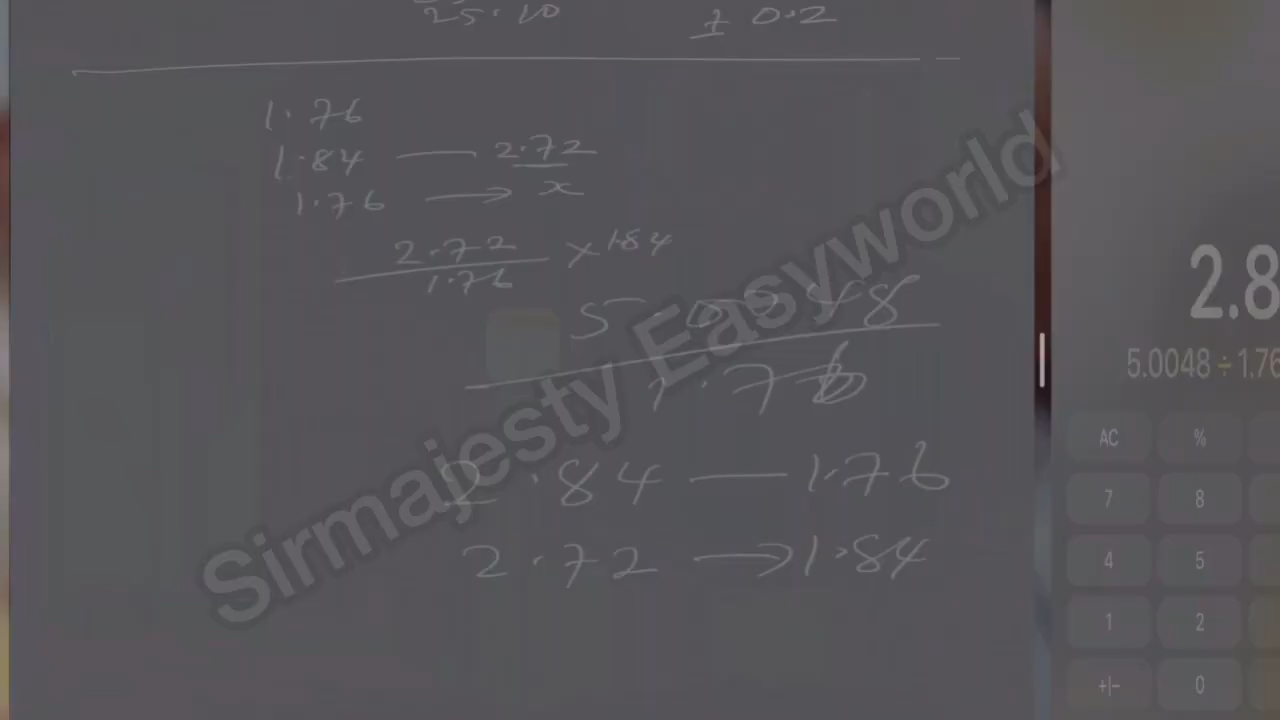 25.10 ± 0.2
1.76
1.84 — 2.72
1.76 → x
2.72 × 1.84
1.76
5.0048
1.76
2.84 — 1.76
2.72 → 1.84
Sirmajesty Easyworld
2.8
5.0048 ÷ 1.76
AC %
7 8
4 5
1 2
+|− 0